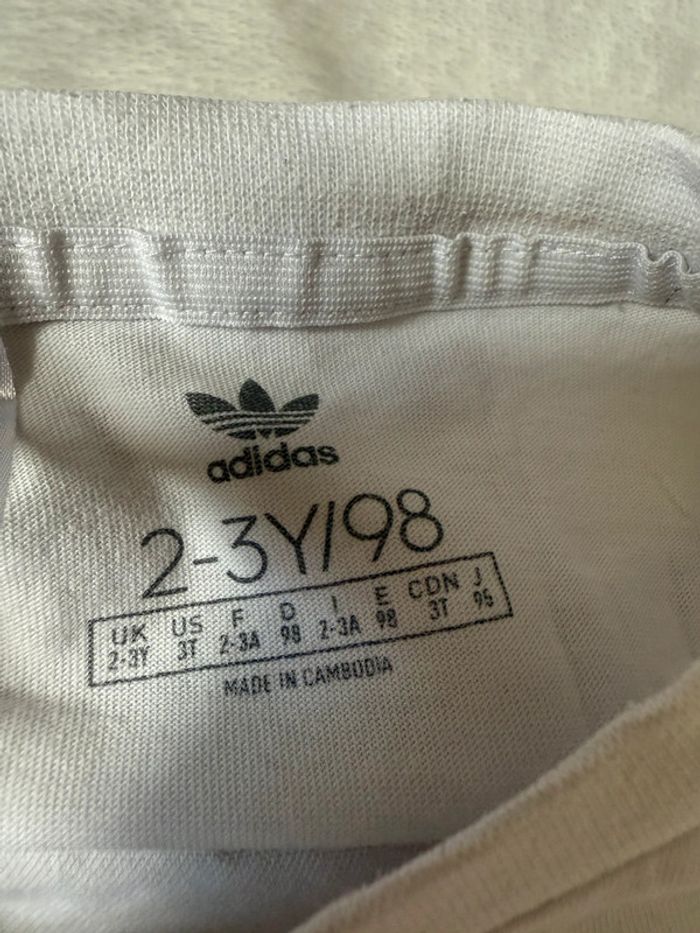 adidas
2-3Y/98
UK US F D I E CDN J
2-3Y 3T 2-3A 98 2-3A 98 3T 95
MADE IN CAMBODIA